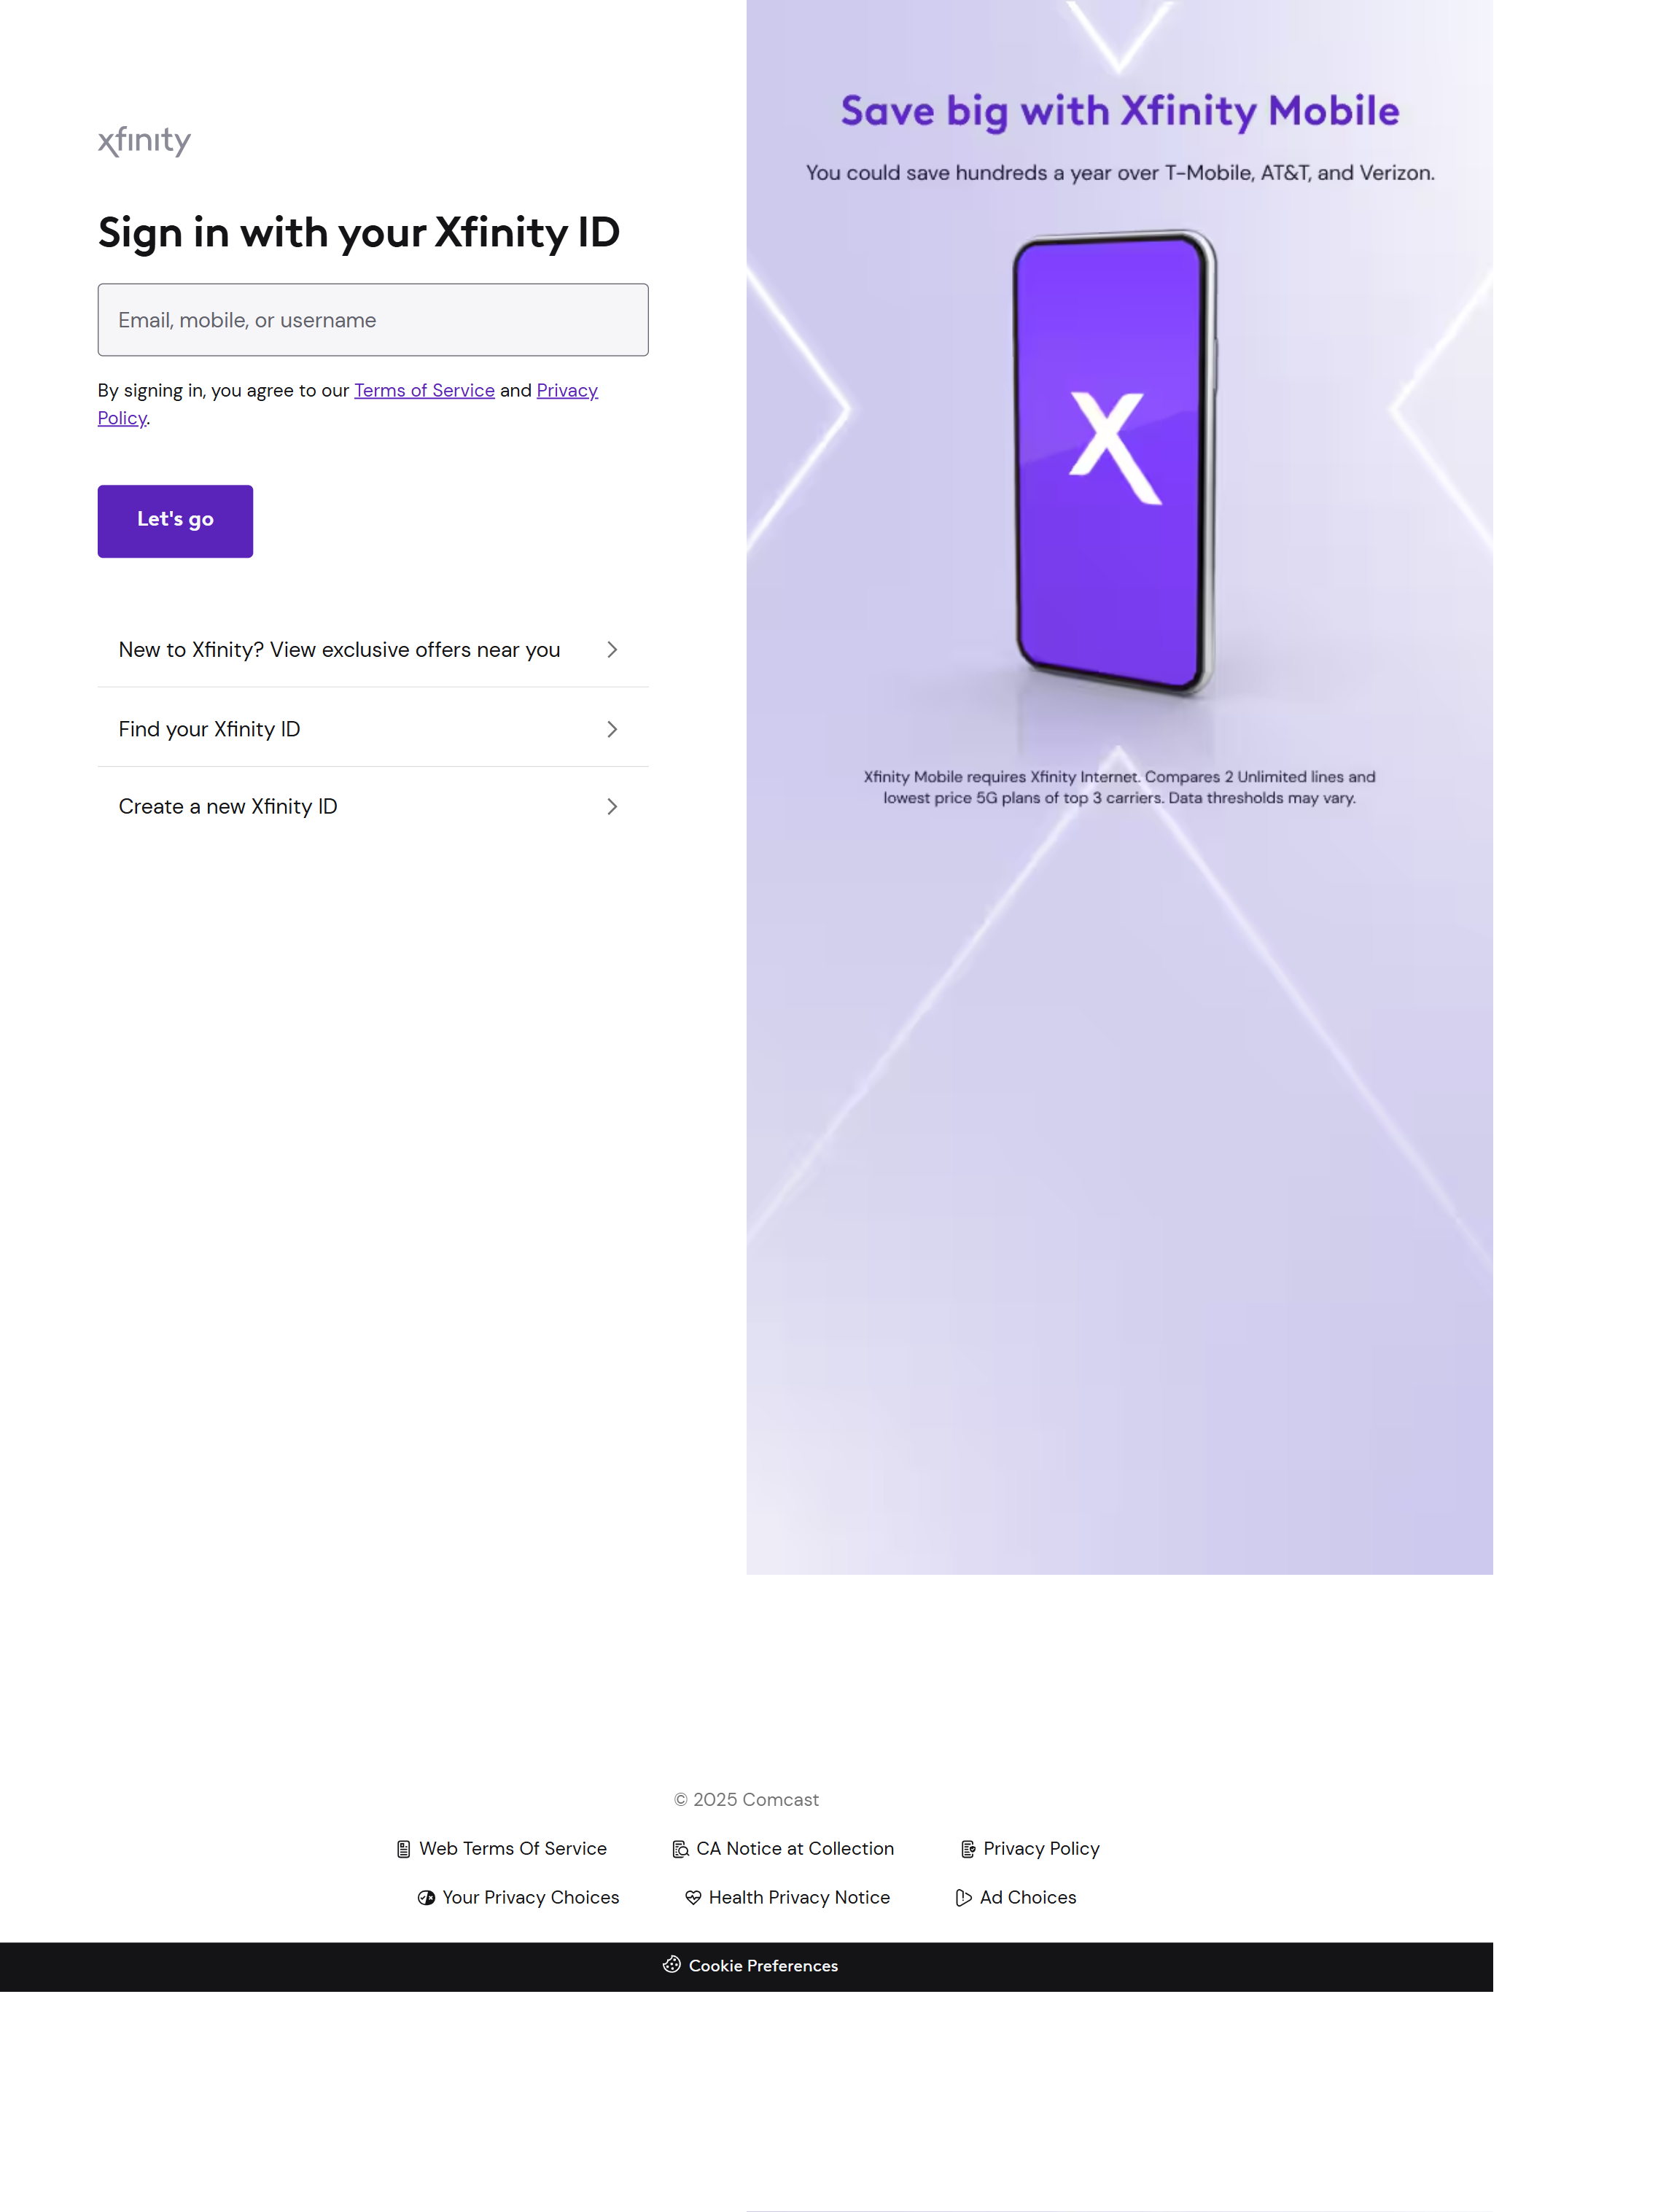 xfinity
Sign in with your Xfinity ID
Email, mobile, or username
By signing in, you agree to our Terms of Service and Privacy
Policy.
Let's go
New to Xfinity? View exclusive offers near you
Find your Xfinity ID
Create a new Xfinity ID
Save big with Xfinity Mobile
You could save hundreds a year over T-Mobile, AT&T, and Verizon.
X
Xfinity Mobile requires Xfinity Internet. Compares 2 Unlimited lines and
lowest price 5G plans of top 3 carriers. Data thresholds may vary.
© 2025 Comcast
Web Terms Of Service
CA Notice at Collection
Privacy Policy
Your Privacy Choices
Health Privacy Notice
Ad Choices
Cookie Preferences